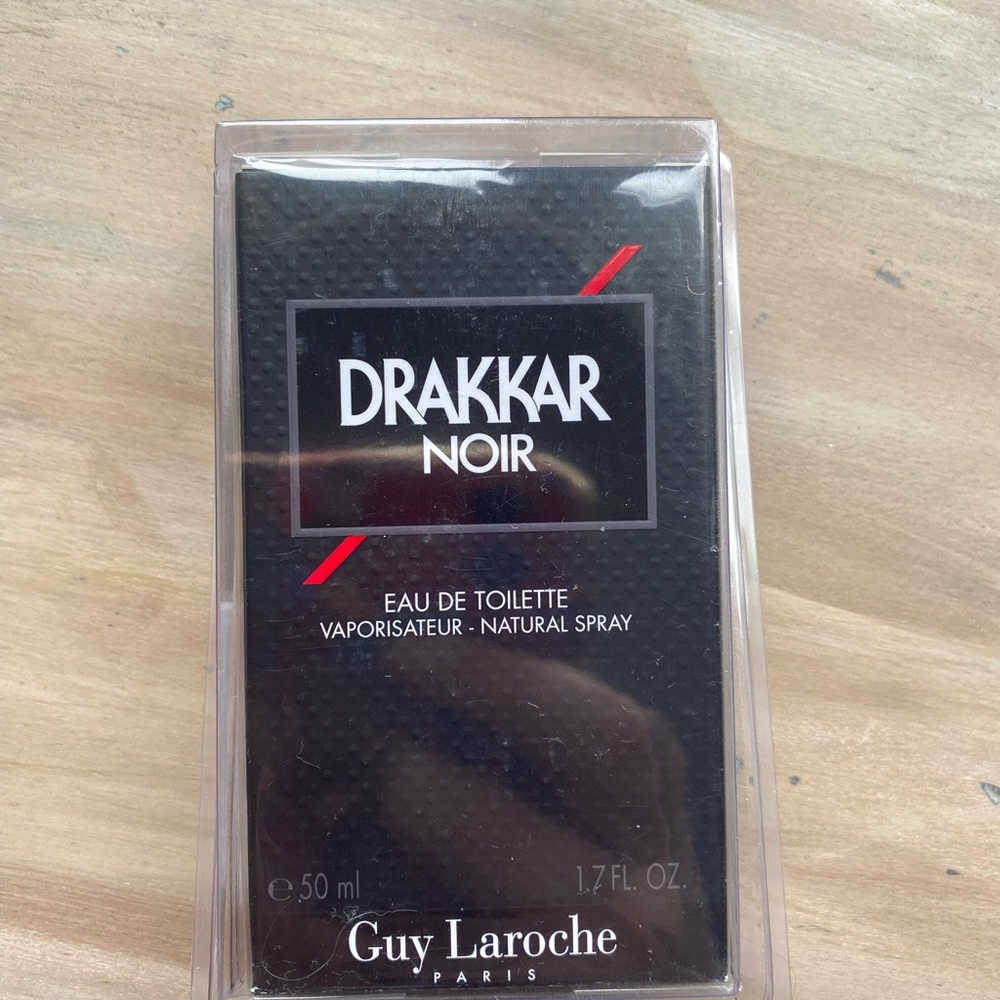 DRAKKAR
NOIR
EAU DE TOILETTE
VAPORISATEUR - NATURAL SPRAY
℮ 50 ml 1.7 FL. OZ.
Guy Laroche
PARIS